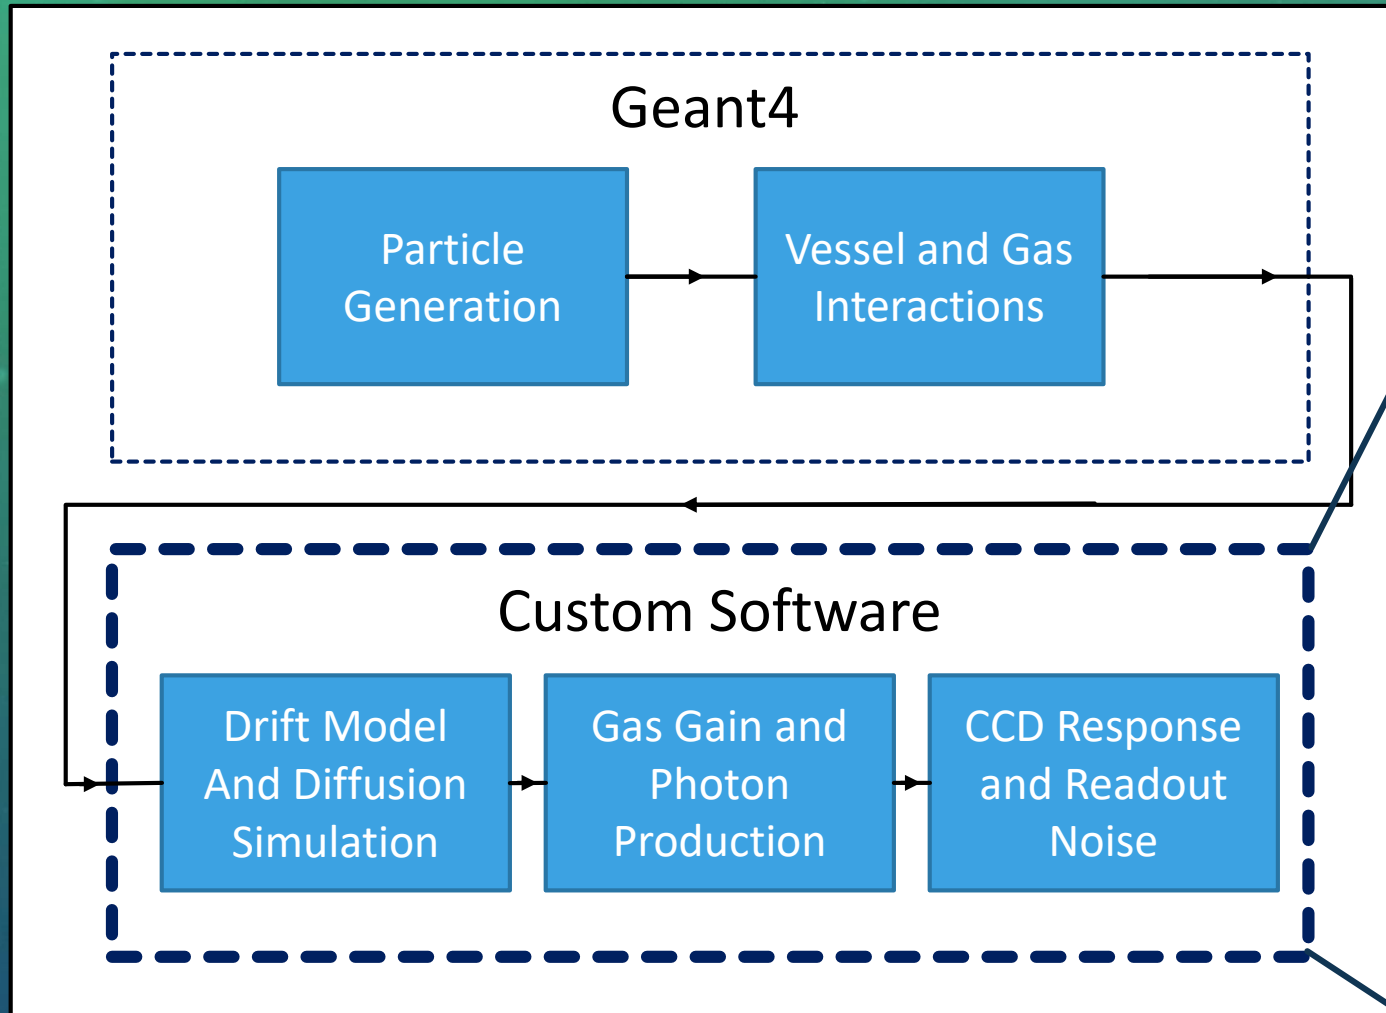 Geant4
Particle
Generation
Vessel and Gas
Interactions
Custom Software
Drift Model
And Diffusion
Simulation
Gas Gain and
Photon
Production
CCD Response
and Readout
Noise